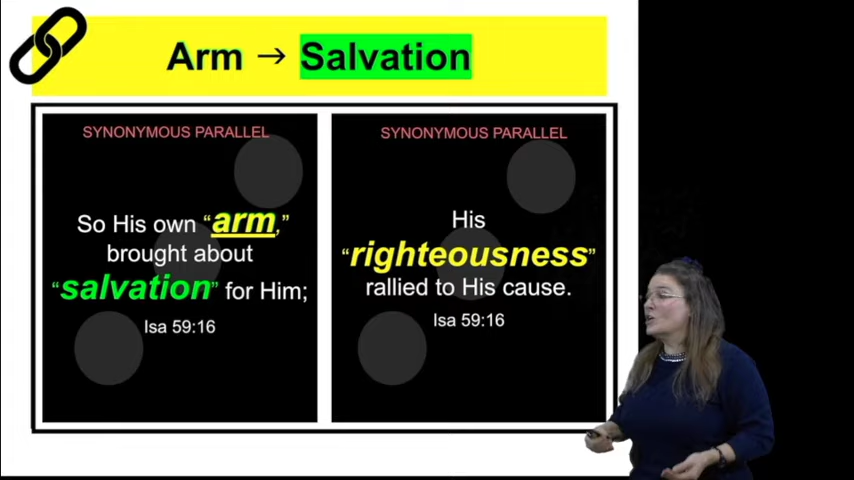 Arm → Salvation
SYNONYMOUS PARALLEL
So His own “arm,”
brought about
“salvation” for Him;
Isa 59:16
SYNONYMOUS PARALLEL
His
“righteousness”
rallied to His cause.
Isa 59:16